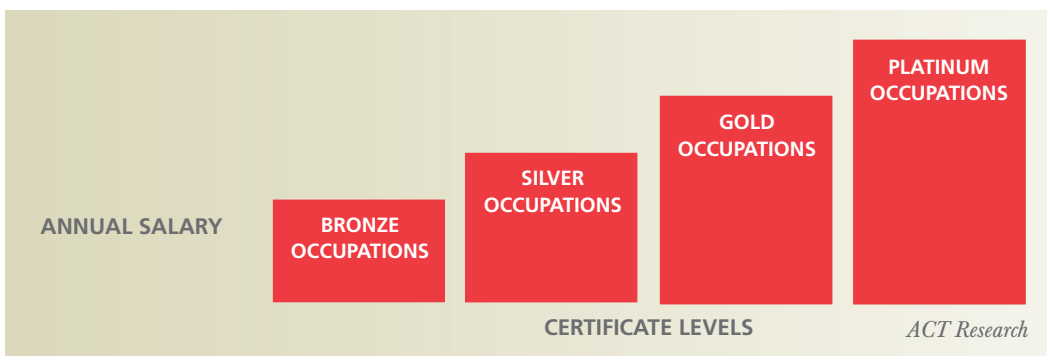 PLATINUM
OCCUPATIONS
GOLD
OCCUPATIONS
SILVER
OCCUPATIONS
ANNUAL SALARY
BRONZE
OCCUPATIONS
CERTIFICATE LEVELS
ACT Research